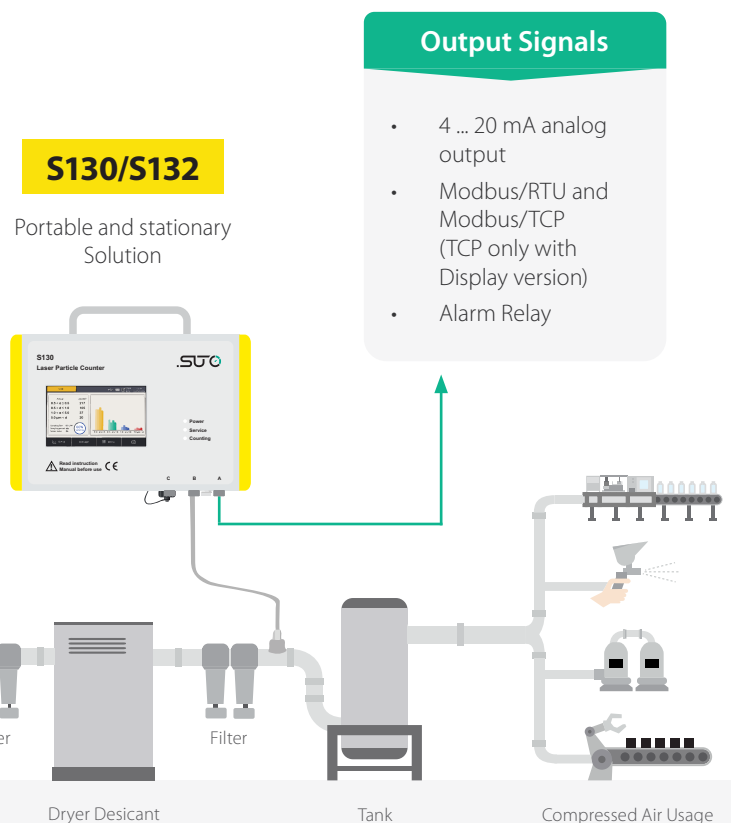 Output Signals
• 4 ... 20 mA analog
output
• Modbus/RTU and
Modbus/TCP
(TCP only with
Display version)
• Alarm Relay
S130/S132
Portable and stationary
Solution
S130
Laser Particle Counter
SUTO
Power
Service
Counting
Read instruction
Manual before use CE
C B A
Filter
Dryer Desicant
Tank
Compressed Air Usage